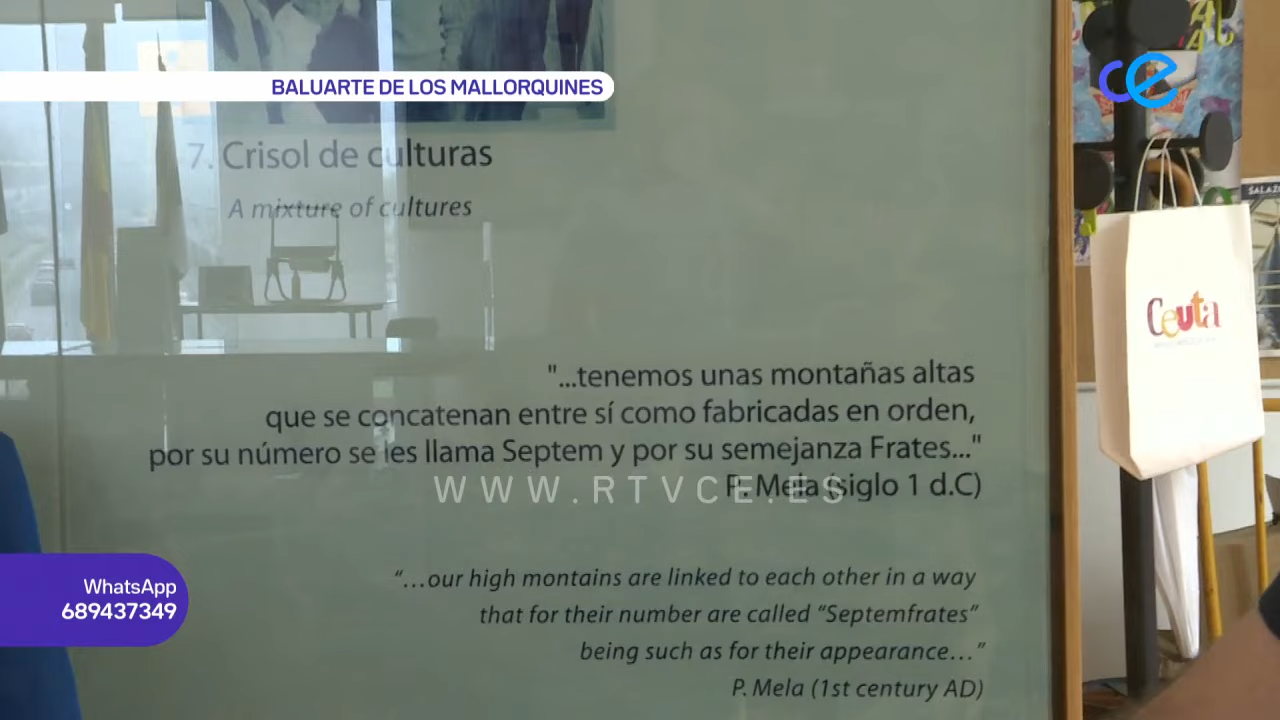 BALUARTE DE LOS MALLORQUINES
ce
7. Crisol de culturas
A mixture of cultures
Ceuta
"...tenemos unas montañas altas
que se concatenan entre sí como fabricadas en orden,
por su número se les llama Septem y por su semejanza Frates..."
P. Mela (siglo 1 d.C)
WWW.RTVCE.ES
“…our high montains are linked to each other in a way
that for their number are called “Septemfrates”
being such as for their appearance…”
P. Mela (1st century AD)
WhatsApp
689437349